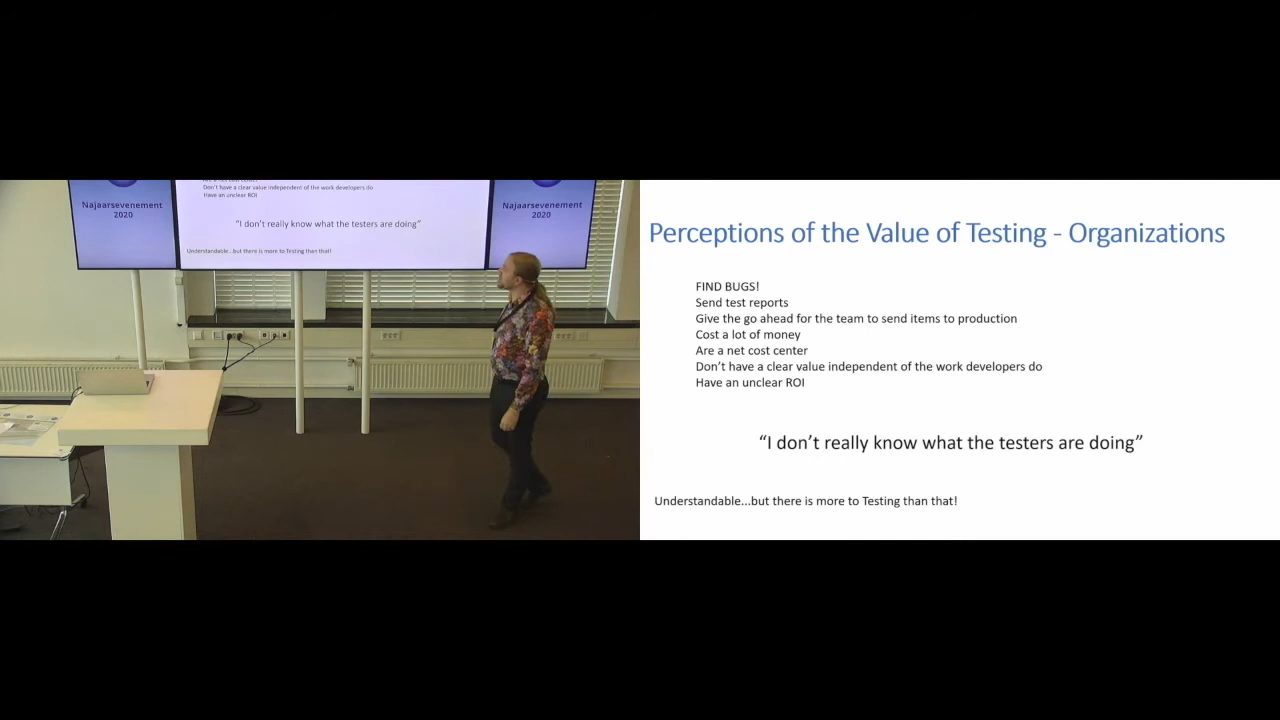 Don't have a clear value independent of the work developers do
Have an unclear ROI
"I don't really know what the testers are doing"
Understandable...but there is more to Testing than that!
Najaarsevenement
2020
Najaarsevenement
2020
Perceptions of the Value of Testing - Organizations
FIND BUGS!
Send test reports
Give the go ahead for the team to send items to production
Cost a lot of money
Are a net cost center
Don't have a clear value independent of the work developers do
Have an unclear ROI
“I don't really know what the testers are doing”
Understandable...but there is more to Testing than that!